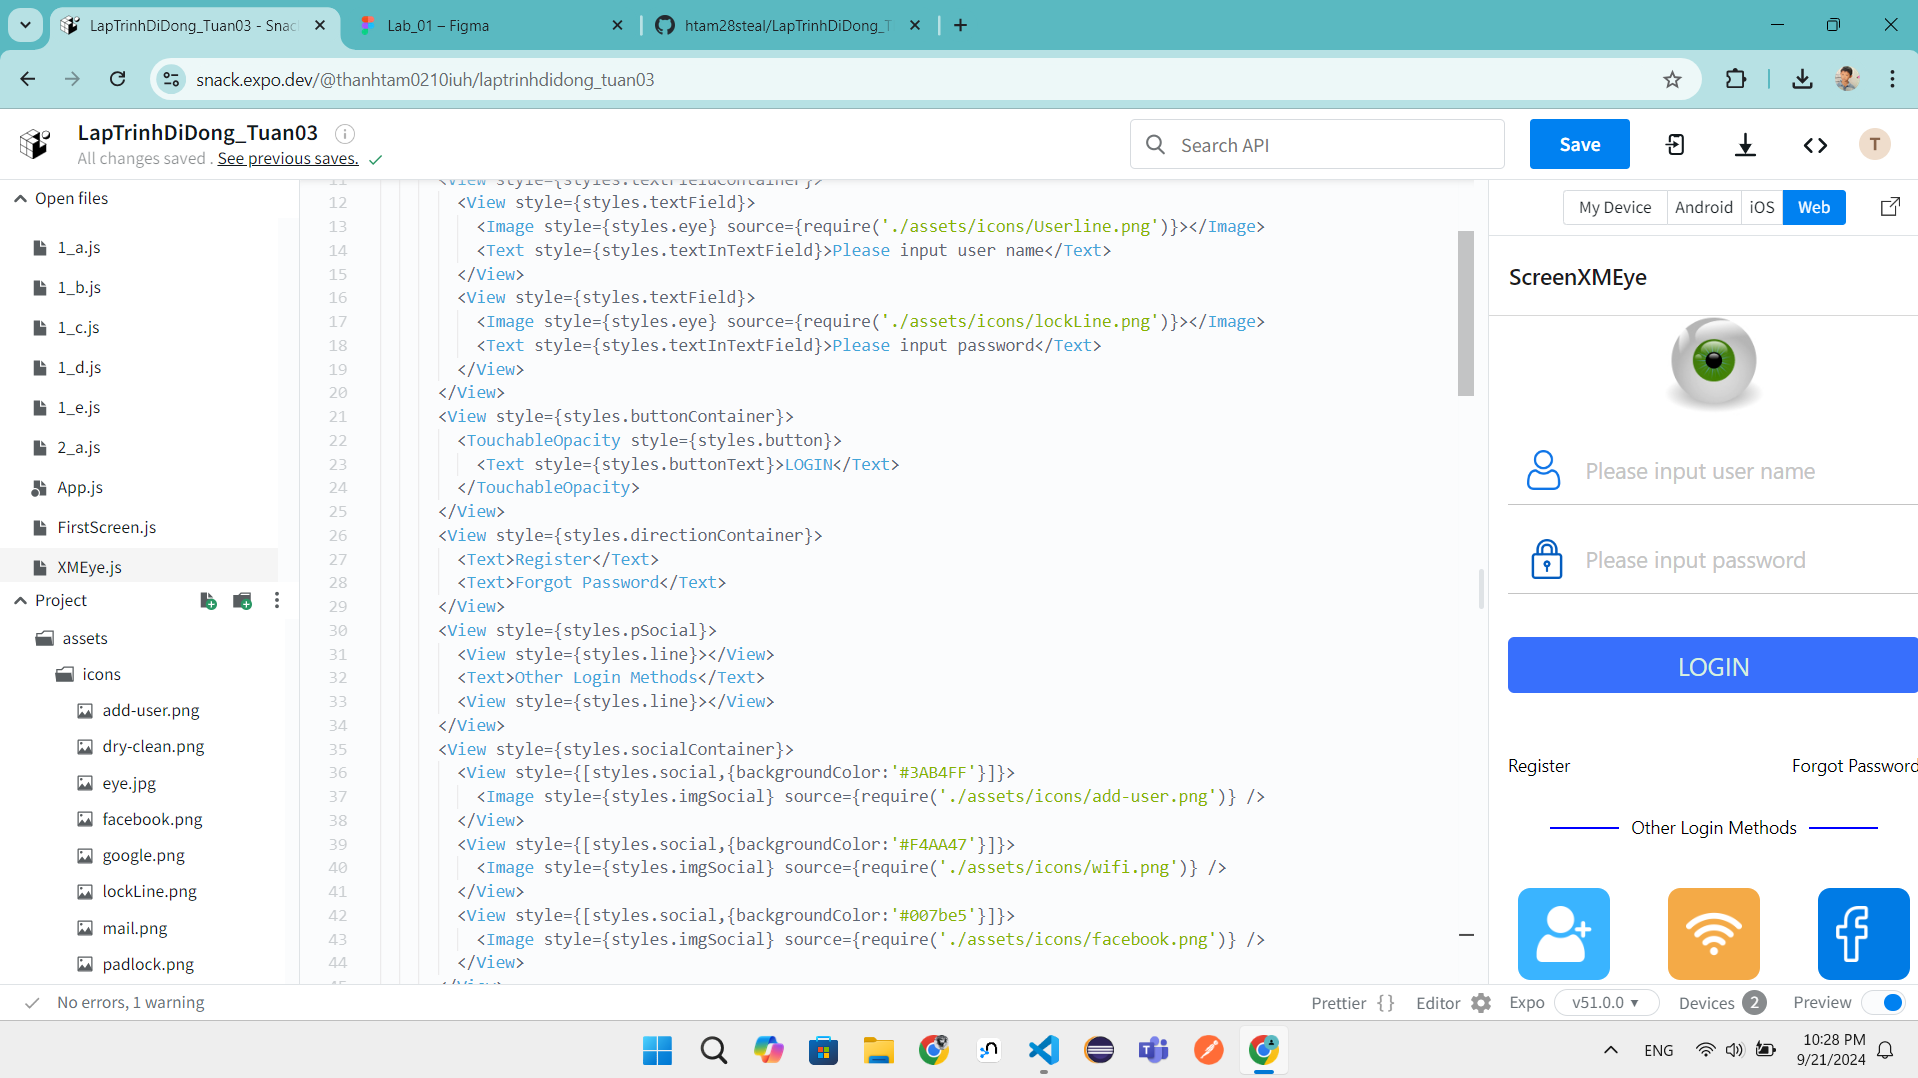 LapTrinhDiDong_Tuan03 - Snac
Lab_01 – Figma
htam28steal/LapTrinhDiDong_T
snack.expo.dev/@thanhtam0210iuh/laptrinhdidong_tuan03
LapTrinhDiDong_Tuan03
All changes saved . See previous saves.
Search API
Save
T
Open files
1_a.js
1_b.js
1_c.js
1_d.js
1_e.js
2_a.js
App.js
FirstScreen.js
XMEye.js
Project
assets
icons
add-user.png
dry-clean.png
eye.jpg
facebook.png
google.png
lockLine.png
mail.png
padlock.png
11 <View style={styles.textFieldContainer}>
12 <View style={styles.textField}>
13 <Image style={styles.eye} source={require('./assets/icons/Userline.png')}></Image>
14 <Text style={styles.textInTextField}>Please input user name</Text>
15 </View>
16 <View style={styles.textField}>
17 <Image style={styles.eye} source={require('./assets/icons/lockLine.png')}></Image>
18 <Text style={styles.textInTextField}>Please input password</Text>
19 </View>
20 </View>
21 <View style={styles.buttonContainer}>
22 <TouchableOpacity style={styles.button}>
23 <Text style={styles.buttonText}>LOGIN</Text>
24 </TouchableOpacity>
25 </View>
26 <View style={styles.directionContainer}>
27 <Text>Register</Text>
28 <Text>Forgot Password</Text>
29 </View>
30 <View style={styles.pSocial}>
31 <View style={styles.line}></View>
32 <Text>Other Login Methods</Text>
33 <View style={styles.line}></View>
34 </View>
35 <View style={styles.socialContainer}>
36 <View style={[styles.social,{backgroundColor:'#3AB4FF'}]}>
37 <Image style={styles.imgSocial} source={require('./assets/icons/add-user.png')} />
38 </View>
39 <View style={[styles.social,{backgroundColor:'#F4AA47'}]}>
40 <Image style={styles.imgSocial} source={require('./assets/icons/wifi.png')} />
41 </View>
42 <View style={[styles.social,{backgroundColor:'#007be5'}]}>
43 <Image style={styles.imgSocial} source={require('./assets/icons/facebook.png')} />
44 </View>
My Device Android iOS Web
ScreenXMEye
Please input user name
Please input password
LOGIN
Register Forgot Password
Other Login Methods
No errors, 1 warning
Prettier { } Editor Expo v51.0.0 Devices 2 Preview
ENG
10:28 PM
9/21/2024